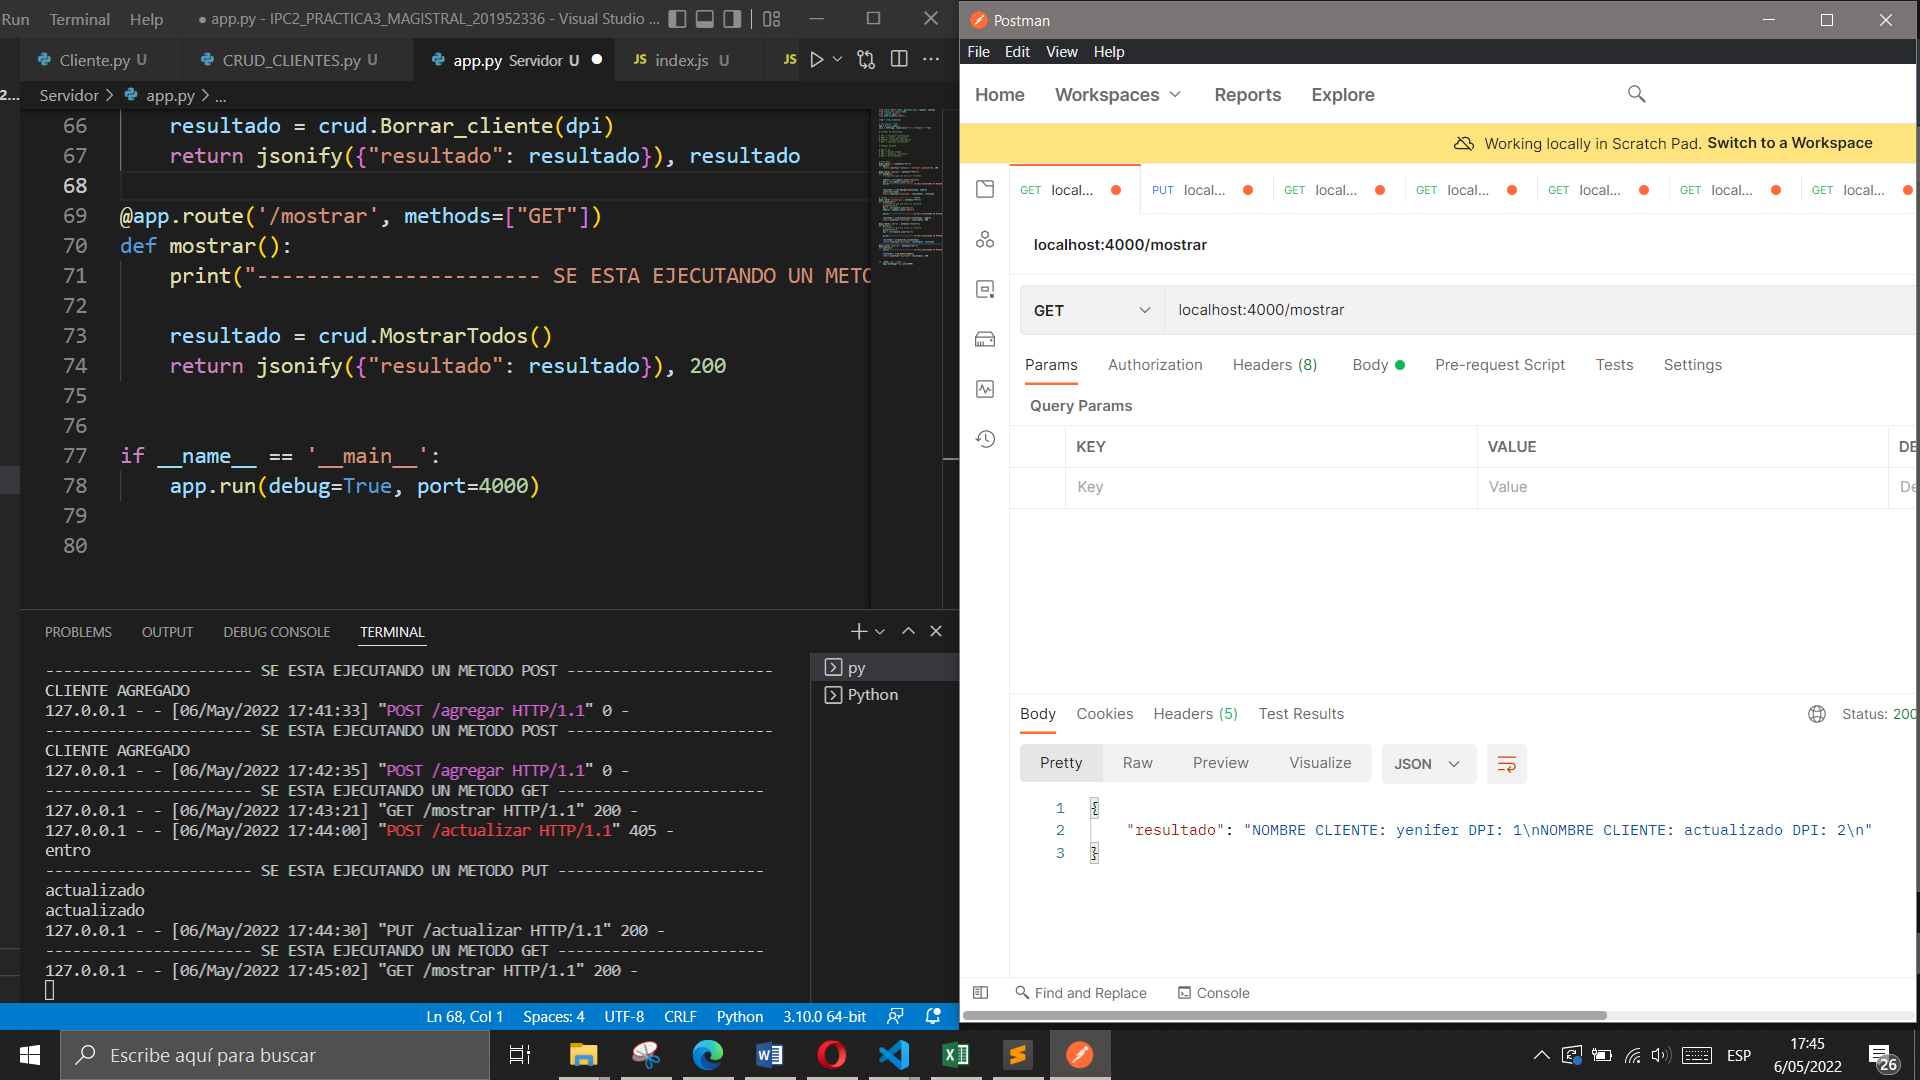 Run Terminal Help ● app.py - IPC2_PRACTICA3_MAGISTRAL_201952336 - Visual Studio ...
Cliente.py U CRUD_CLIENTES.py U app.py Servidor U ● JS index.js U JS ...
2... Servidor > app.py > ...
66 resultado = crud.Borrar_cliente(dpi)
67 return jsonify({"resultado": resultado}), resultado
68
69 @app.route('/mostrar', methods=["GET"])
70 def mostrar():
71 print("----------------------- SE ESTA EJECUTANDO UN METO
72
73 resultado = crud.MostrarTodos()
74 return jsonify({"resultado": resultado}), 200
75
76
77 if __name__ == '__main__':
78 app.run(debug=True, port=4000)
79
80
PROBLEMS OUTPUT DEBUG CONSOLE TERMINAL
----------------------- SE ESTA EJECUTANDO UN METODO POST -----------------------
CLIENTE AGREGADO
127.0.0.1 - - [06/May/2022 17:41:33] "POST /agregar HTTP/1.1" 0 -
----------------------- SE ESTA EJECUTANDO UN METODO POST -----------------------
CLIENTE AGREGADO
127.0.0.1 - - [06/May/2022 17:42:35] "POST /agregar HTTP/1.1" 0 -
----------------------- SE ESTA EJECUTANDO UN METODO GET -----------------------
127.0.0.1 - - [06/May/2022 17:43:21] "GET /mostrar HTTP/1.1" 200 -
127.0.0.1 - - [06/May/2022 17:44:00] "POST /actualizar HTTP/1.1" 405 -
entro
----------------------- SE ESTA EJECUTANDO UN METODO PUT -----------------------
actualizado
actualizado
127.0.0.1 - - [06/May/2022 17:44:30] "PUT /actualizar HTTP/1.1" 200 -
----------------------- SE ESTA EJECUTANDO UN METODO GET -----------------------
127.0.0.1 - - [06/May/2022 17:45:02] "GET /mostrar HTTP/1.1" 200 -
py
Python
Ln 68, Col 1 Spaces: 4 UTF-8 CRLF Python 3.10.0 64-bit
Postman
File Edit View Help
Home Workspaces Reports Explore
Working locally in Scratch Pad. Switch to a Workspace
GET local... PUT local... GET local... GET local... GET local... GET local... GET local...
localhost:4000/mostrar
GET localhost:4000/mostrar
Params Authorization Headers (8) Body Pre-request Script Tests Settings
Query Params
KEY VALUE DE
Key Value De
Body Cookies Headers (5) Test Results Status: 200
Pretty Raw Preview Visualize JSON
1 {
2 "resultado": "NOMBRE CLIENTE: yenifer DPI: 1\nNOMBRE CLIENTE: actualizado DPI: 2\n"
3 }
Find and Replace Console
Escribe aquí para buscar
ESP
17:45
6/05/2022
26